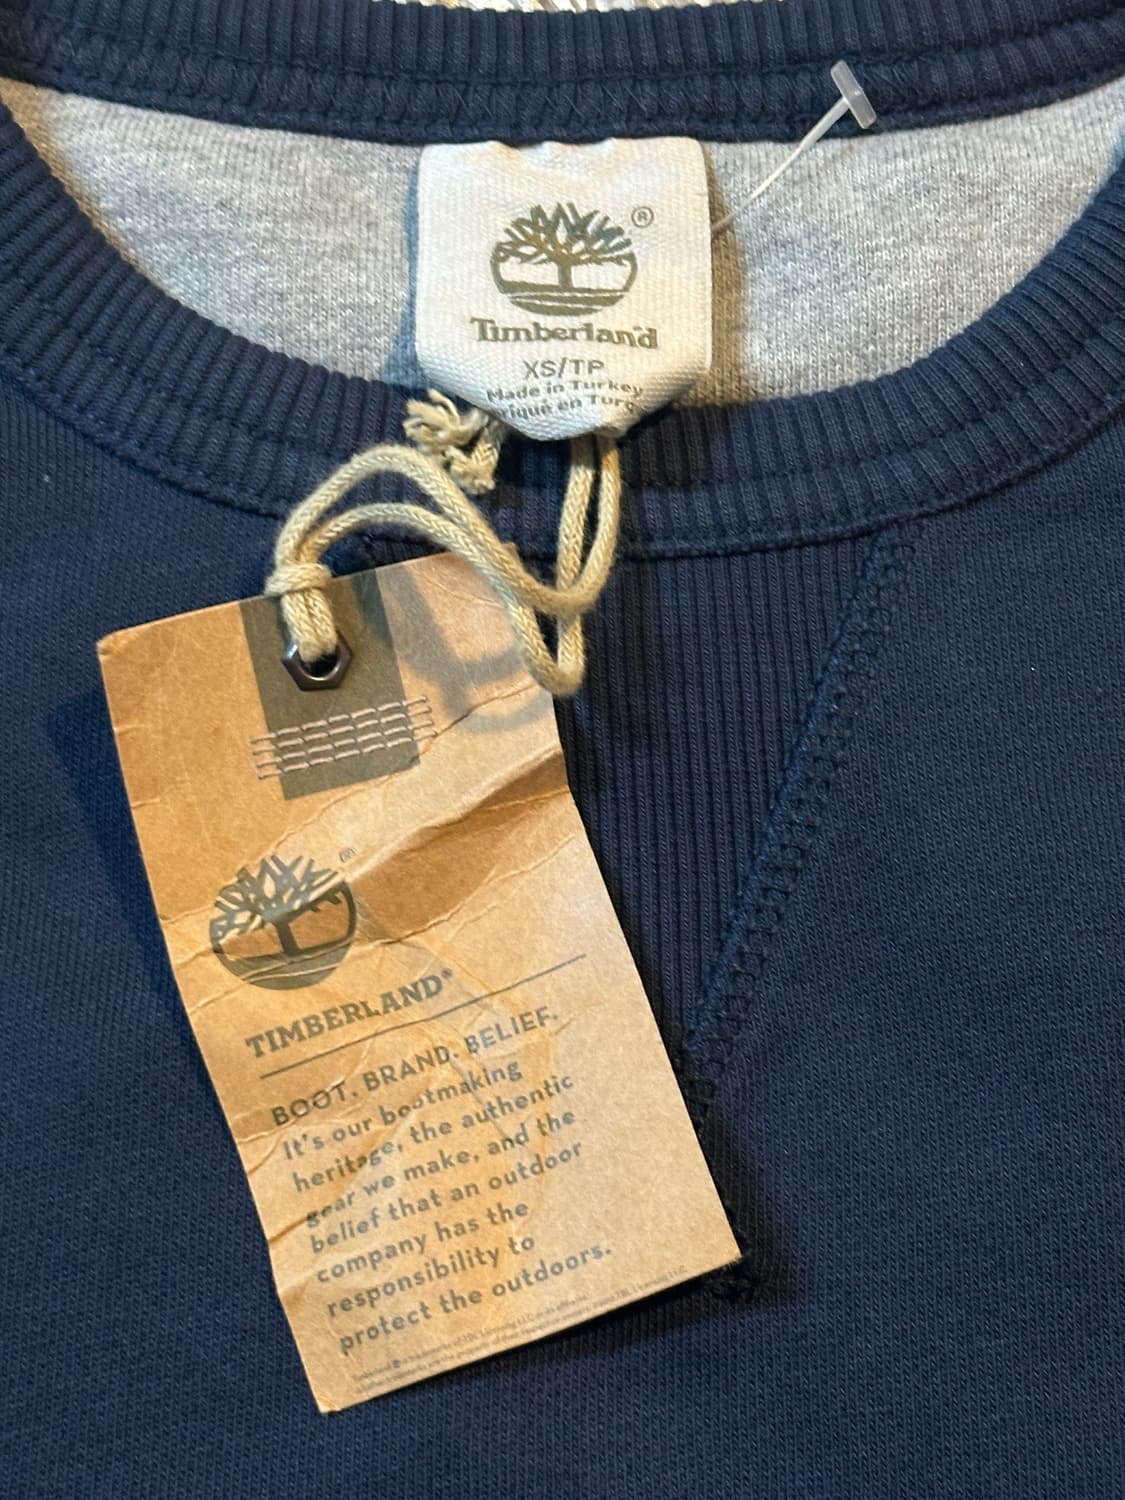 ®
Timberland
XS/TP
Made in Turkey
®
TIMBERLAND®
BOOT. BRAND. BELIEF.
It's our bootmaking
heritage, the authentic
gear we make, and the
belief that an outdoor
company has the
responsibility to
protect the outdoors.